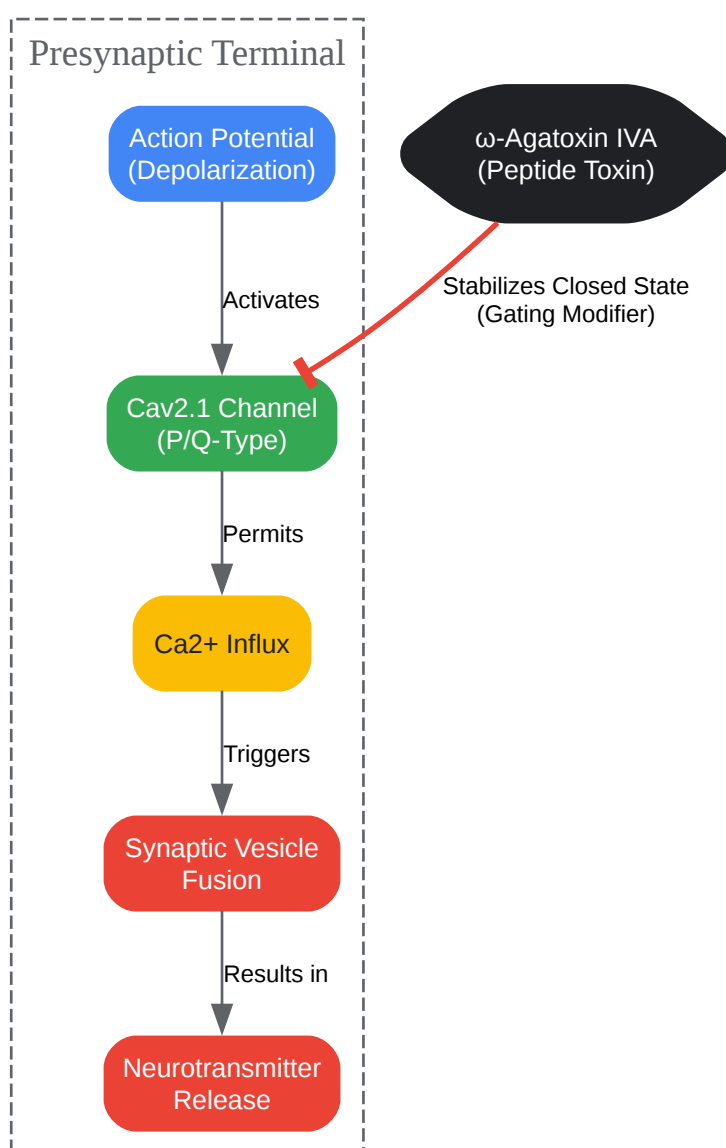 Presynaptic Terminal
Action Potential
(Depolarization)
ω-Agatoxin IVA
(Peptide Toxin)
Activates
Stabilizes Closed State
(Gating Modifier)
Cav2.1 Channel
(P/Q-Type)
Permits
Ca2+ Influx
Triggers
Synaptic Vesicle
Fusion
Results in
Neurotransmitter
Release